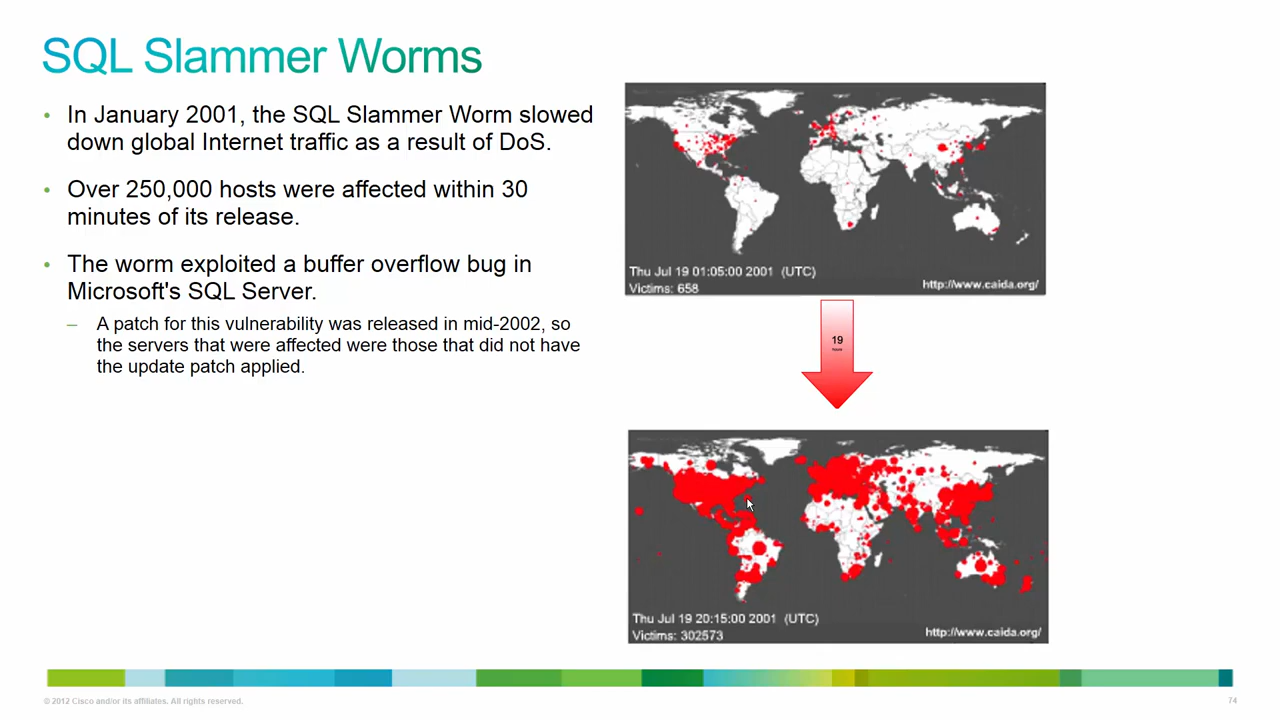 SQL Slammer Worms
• In January 2001, the SQL Slammer Worm slowed
down global Internet traffic as a result of DoS.
• Over 250,000 hosts were affected within 30
minutes of its release.
• The worm exploited a buffer overflow bug in
Microsoft's SQL Server.
– A patch for this vulnerability was released in mid-2002, so
the servers that were affected were those that did not have
the update patch applied.
Thu Jul 19 01:05:00 2001 (UTC)
Victims: 658
http://www.caida.org/
19
Thu Jul 19 20:15:00 2001 (UTC)
Victims: 302573
http://www.caida.org/
© 2012 Cisco and/or its affiliates. All rights reserved.
74